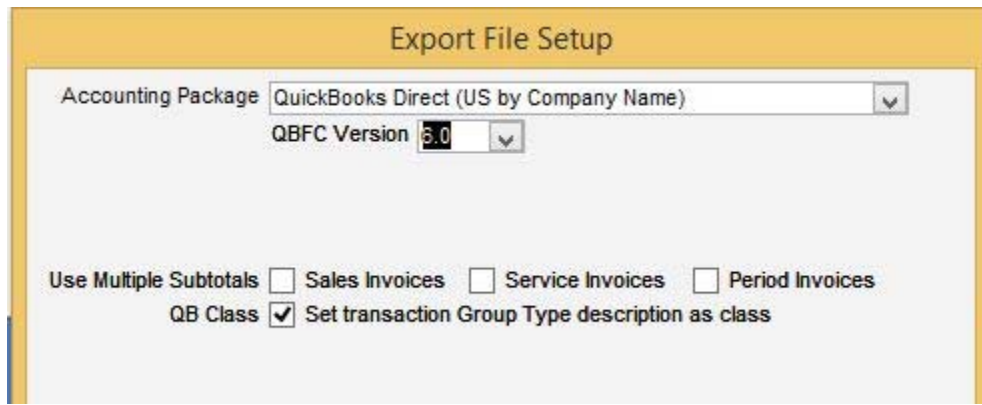 Export File Setup
Accounting Package QuickBooks Direct (US by Company Name)
QBFC Version 6.0
Use Multiple Subtotals Sales Invoices Service Invoices Period Invoices
QB Class Set transaction Group Type description as class